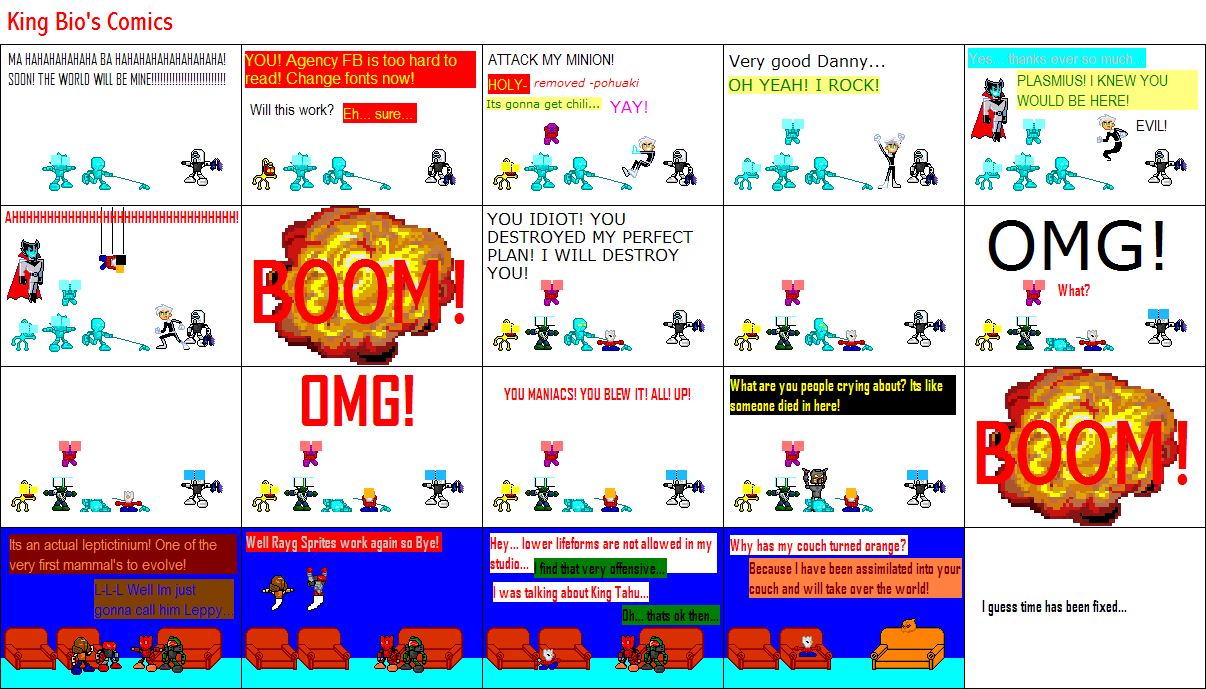 King Bio's Comics
MA HAHAHAHAHAHA BA HAHAHAHAHAHAHAHAHA!
SOON! THE WORLD WILL BE MINE!!!!!!!!!!!!!!!!!!!!!!!!!!!
YOU! Agency FB is too hard to
read! Change fonts now!
Will this work?
Eh... sure...
ATTACK MY MINION!
HOLY- removed -pohuaki
Its gonna get chili...
YAY!
Very good Danny...
OH YEAH! I ROCK!
Yes... thanks ever so much...
PLASMIUS! I KNEW YOU
WOULD BE HERE!
EVIL!
AHHHHHHHHHHHHHHHHHHHHHHHHHHHHHHHH!
BOOM!
YOU IDIOT! YOU
DESTROYED MY PERFECT
PLAN! I WILL DESTROY
YOU!
OMG!
What?
OMG!
YOU MANIACS! YOU BLEW IT! ALL! UP!
What are you people crying about? Its like
someone died in here!
BOOM!
Its an actual leptictinium! One of the
very first mammal's to evolve!
L-L-L Well Im just
gonna call him Leppy...
Well Rayg Sprites work again so Bye!
Hey... lower lifeforms are not allowed in my
studio...
I find that very offensive...
I was talking about King Tahu...
Oh... thats ok then...
Why has my couch turned orange?
Because I have been assimilated into your
couch and will take over the world!
I guess time has been fixed...